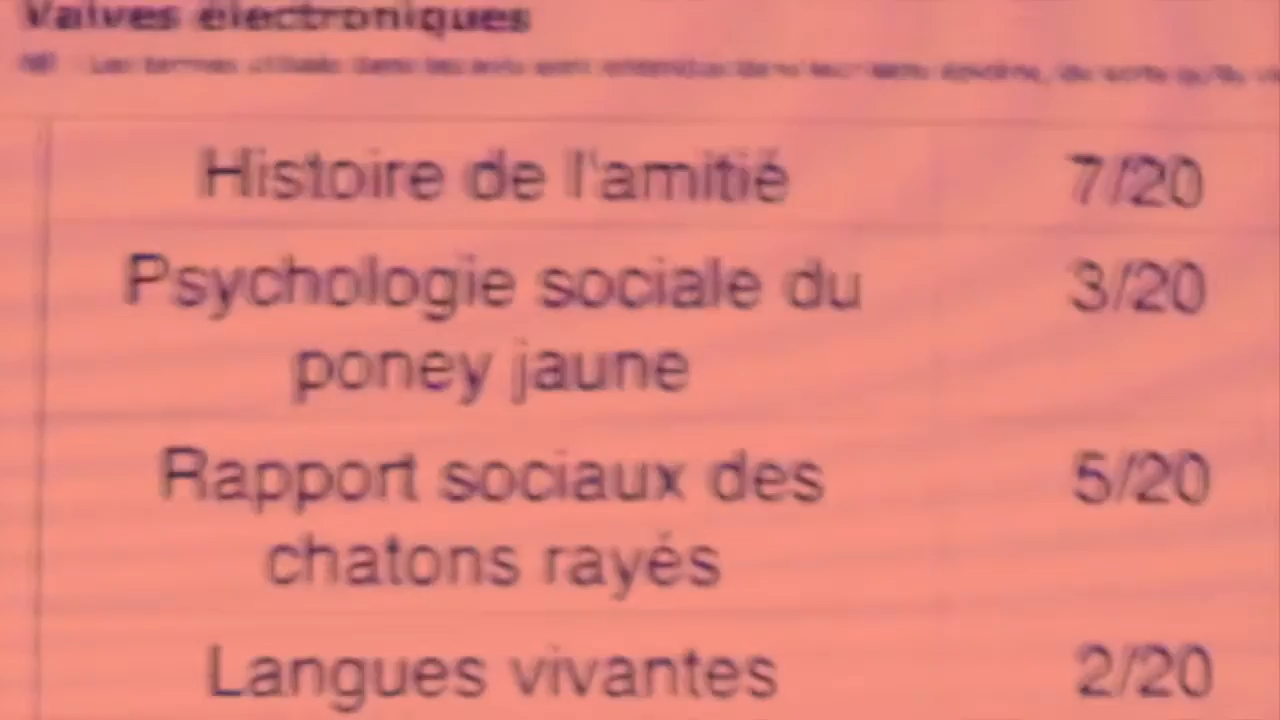 Valves électroniques
Histoire de l'amitié 7/20
Psychologie sociale du 3/20
poney jaune
Rapport sociaux des 5/20
chatons rayés
Langues vivantes 2/20